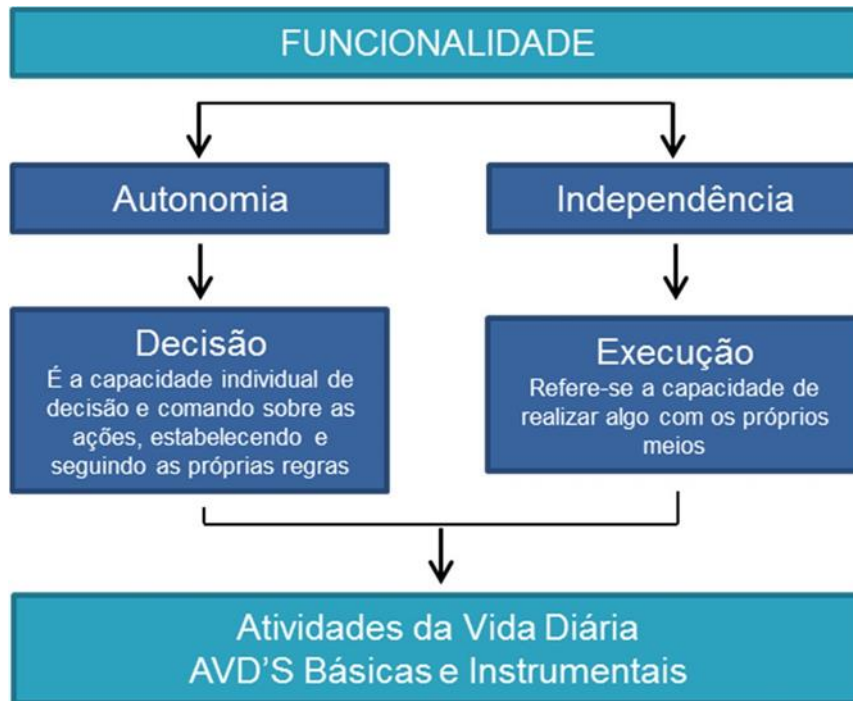 FUNCIONALIDADE
Autonomia
Independência
Decisão
É a capacidade individual de
decisão e comando sobre as
ações, estabelecendo e
seguindo as próprias regras
Execução
Refere-se a capacidade de
realizar algo com os próprios
meios
Atividades da Vida Diária
AVD'S Básicas e Instrumentais